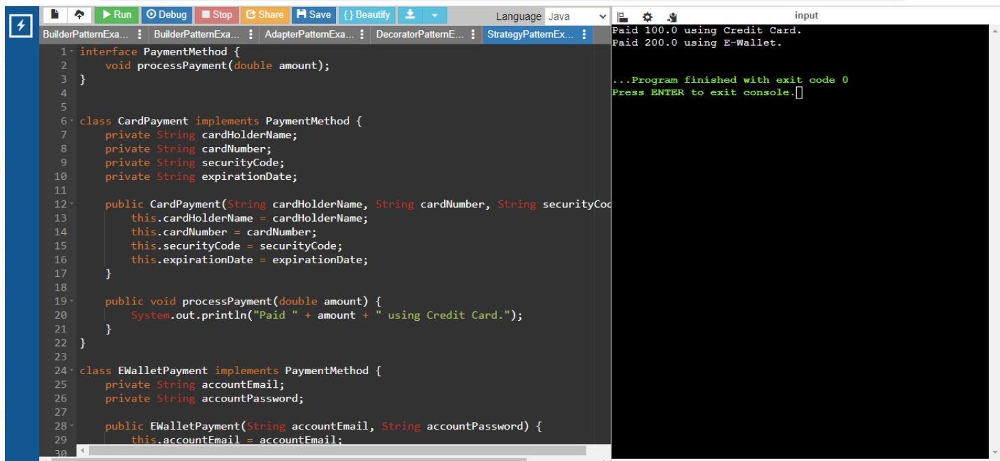 Run Debug Stop Share Save {} Beautify Language Java
BuilderPatternExa... BuilderPatternExa... AdapterPatternExa... DecoratorPatternE... StrategyPatternEx...
1 interface PaymentMethod {
2     void processPayment(double amount);
3 }
4
5
6 class CardPayment implements PaymentMethod {
7     private String cardHolderName;
8     private String cardNumber;
9     private String securityCode;
10     private String expirationDate;
11
12     public CardPayment(String cardHolderName, String cardNumber, String securityCod
13         this.cardHolderName = cardHolderName;
14         this.cardNumber = cardNumber;
15         this.securityCode = securityCode;
16         this.expirationDate = expirationDate;
17     }
18
19     public void processPayment(double amount) {
20         System.out.println("Paid " + amount + " using Credit Card.");
21     }
22 }
23
24 class EWalletPayment implements PaymentMethod {
25     private String accountEmail;
26     private String accountPassword;
27
28     public EWalletPayment(String accountEmail, String accountPassword) {
29         this.accountEmail = accountEmail;
30
input
Paid 100.0 using Credit Card.
Paid 200.0 using E-Wallet.
...Program finished with exit code 0
Press ENTER to exit console.